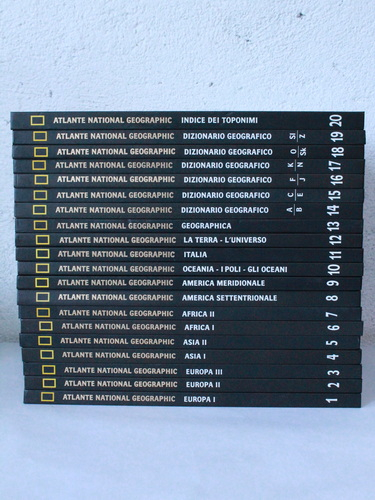 ATLANTE NATIONAL GEOGRAPHIC INDICE DEI TOPONIMI 20
ATLANTE NATIONAL GEOGRAPHIC DIZIONARIO GEOGRAFICO Sl Z 19
ATLANTE NATIONAL GEOGRAPHIC DIZIONARIO GEOGRAFICO O Sk 18
ATLANTE NATIONAL GEOGRAPHIC DIZIONARIO GEOGRAFICO K N 17
ATLANTE NATIONAL GEOGRAPHIC DIZIONARIO GEOGRAFICO F J 16
ATLANTE NATIONAL GEOGRAPHIC DIZIONARIO GEOGRAFICO C E 15
ATLANTE NATIONAL GEOGRAPHIC DIZIONARIO GEOGRAFICO A B 14
ATLANTE NATIONAL GEOGRAPHIC GEOGRAPHICA 13
ATLANTE NATIONAL GEOGRAPHIC LA TERRA - L'UNIVERSO 12
ATLANTE NATIONAL GEOGRAPHIC ITALIA 11
ATLANTE NATIONAL GEOGRAPHIC OCEANIA - I POLI - GLI OCEANI 10
ATLANTE NATIONAL GEOGRAPHIC AMERICA MERIDIONALE 9
ATLANTE NATIONAL GEOGRAPHIC AMERICA SETTENTRIONALE 8
ATLANTE NATIONAL GEOGRAPHIC AFRICA II 7
ATLANTE NATIONAL GEOGRAPHIC AFRICA I 6
ATLANTE NATIONAL GEOGRAPHIC ASIA II 5
ATLANTE NATIONAL GEOGRAPHIC ASIA I 4
ATLANTE NATIONAL GEOGRAPHIC EUROPA III 3
ATLANTE NATIONAL GEOGRAPHIC EUROPA II 2
ATLANTE NATIONAL GEOGRAPHIC EUROPA I 1